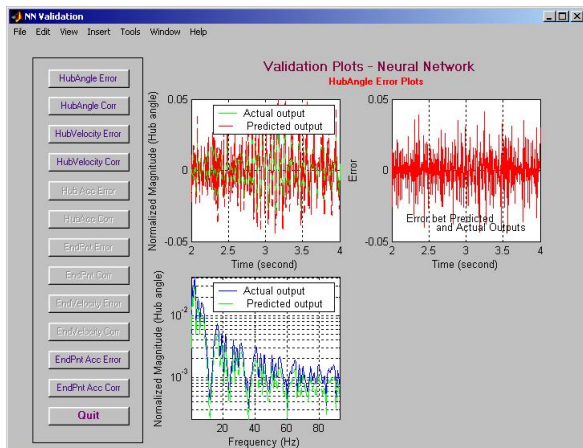 NN Validation
File Edit View Insert Tools Window Help
HubAngle Error
HubAngle Corr
HubVelocity Error
HubVelocity Corr
Hub Acc Error
HubAcc Corr
EndPnt Error
EndPnt Corr
EndVelocity Error
EndVelocity Corr
EndPnt Acc Error
EndPnt Acc Corr
Quit
Validation Plots - Neural Network
HubAngle Error Plots
Normalized Magnitude (Hub angle)
0.05
0
-0.05
Actual output
Predicted output
2 2.5 3 3.5 4
Time (second)
Error
0.05
0
-0.05
Error bet Predicted
and Actual Outputs
2 2.5 3 3.5 4
Time (second)
Normalized Magnitude (Hub angle)
10-2
10-3
Actual output
Predicted output
20 40 60 80
Frequency (Hz)